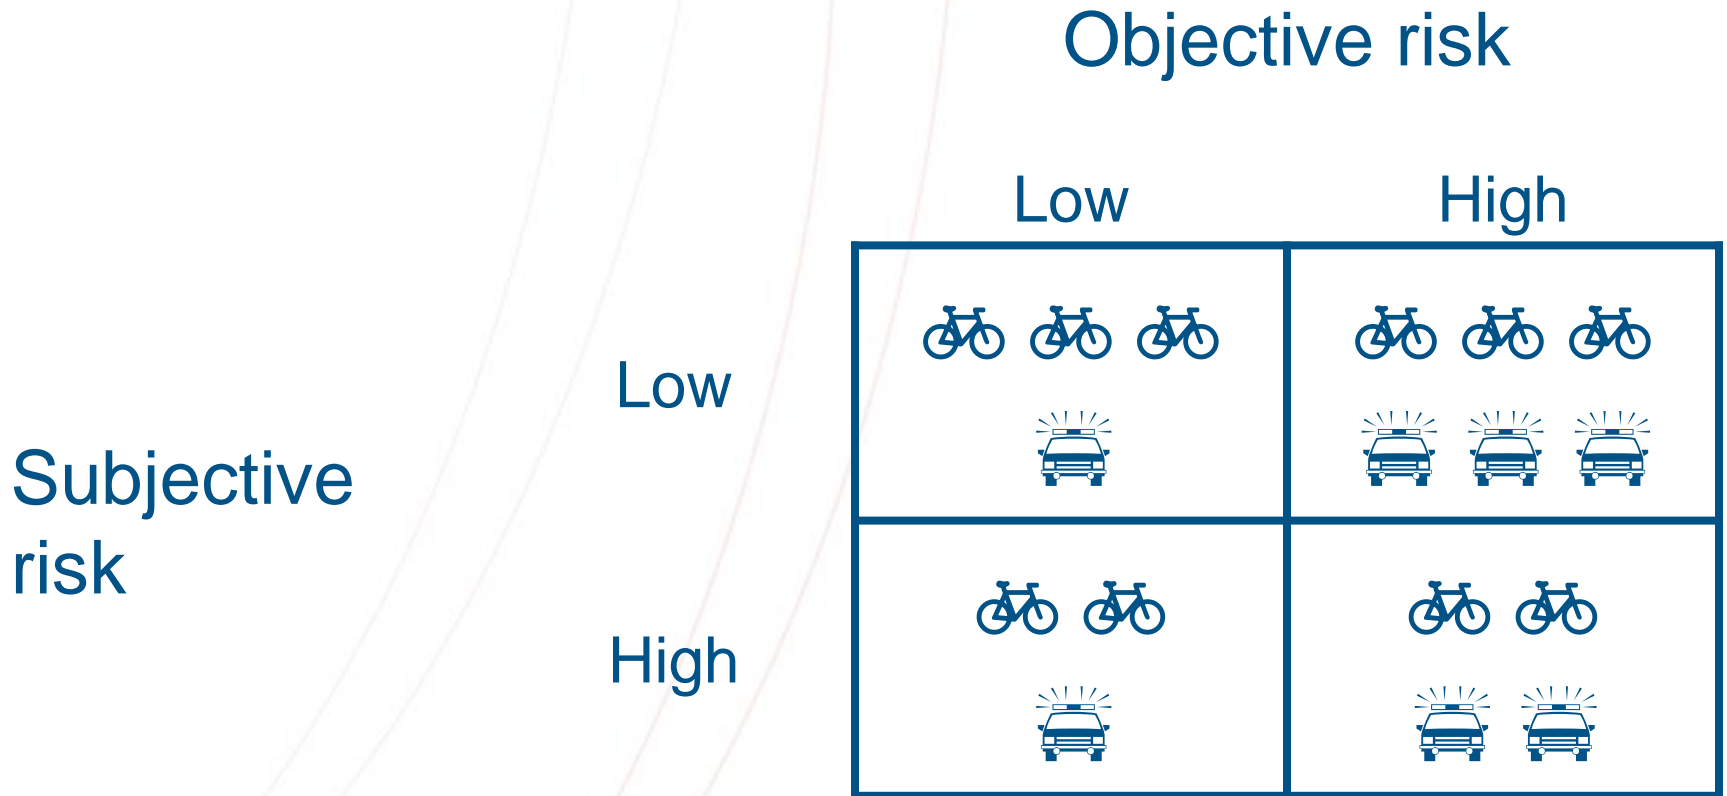 Objective risk
Low High
Low
Subjective
risk
High